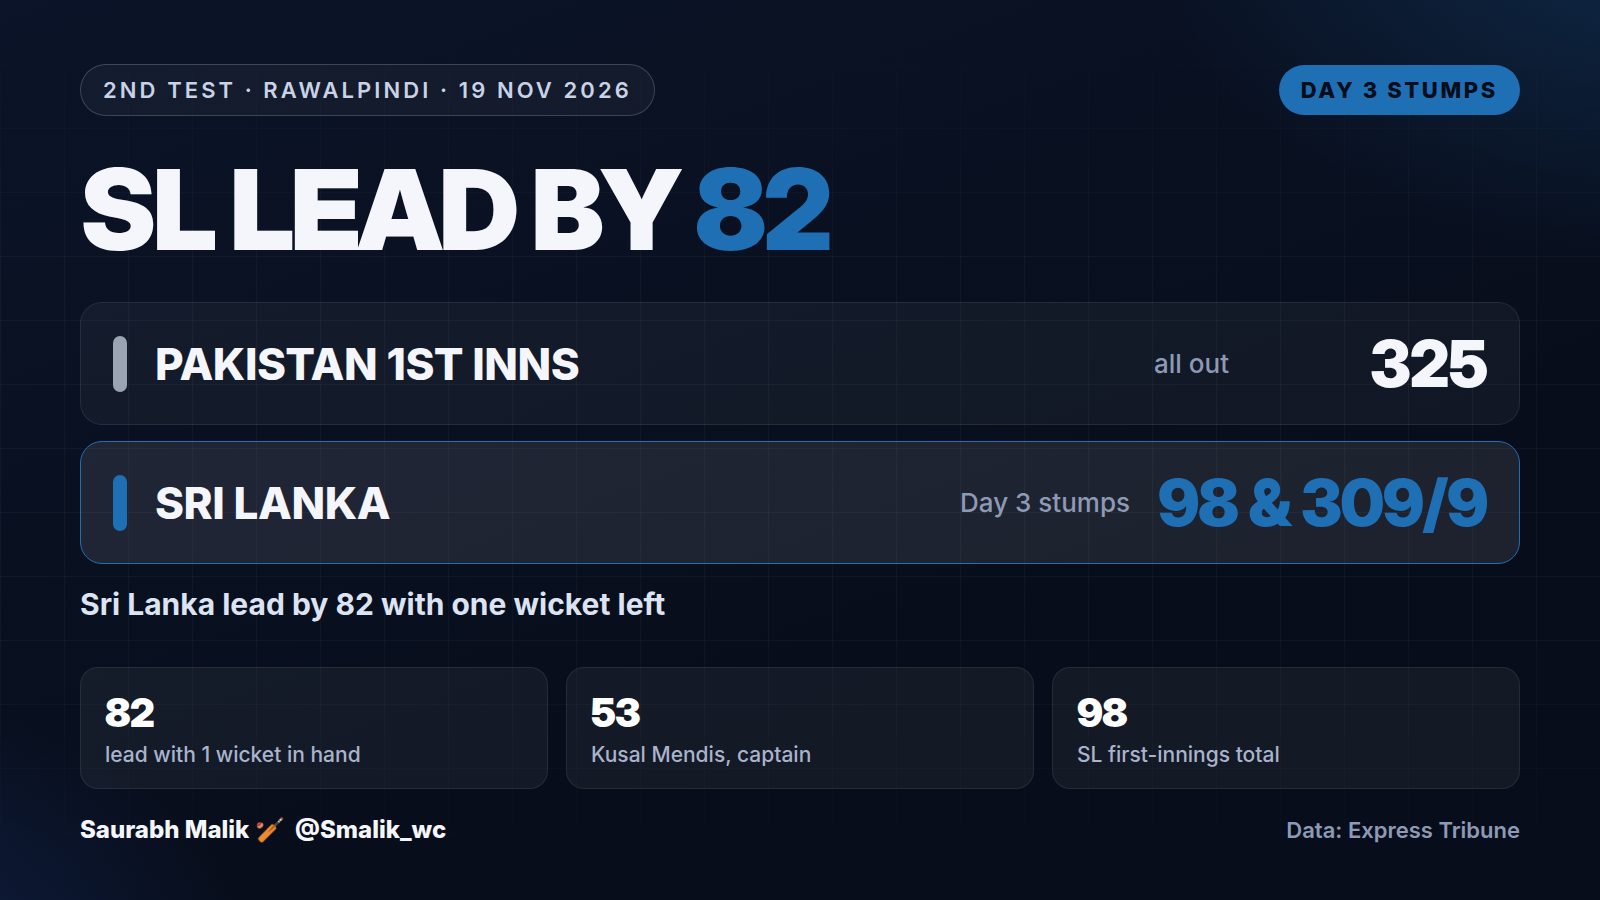 2ND TEST · RAWALPINDI · 19 NOV 2026
DAY 3 STUMPS
SL LEAD BY 82
PAKISTAN 1ST INNS all out 325
SRI LANKA Day 3 stumps 98 & 309/9
Sri Lanka lead by 82 with one wicket left
82
lead with 1 wicket in hand
53
Kusal Mendis, captain
98
SL first-innings total
Saurabh Malik 🏏 @Smalik_wc
Data: Express Tribune